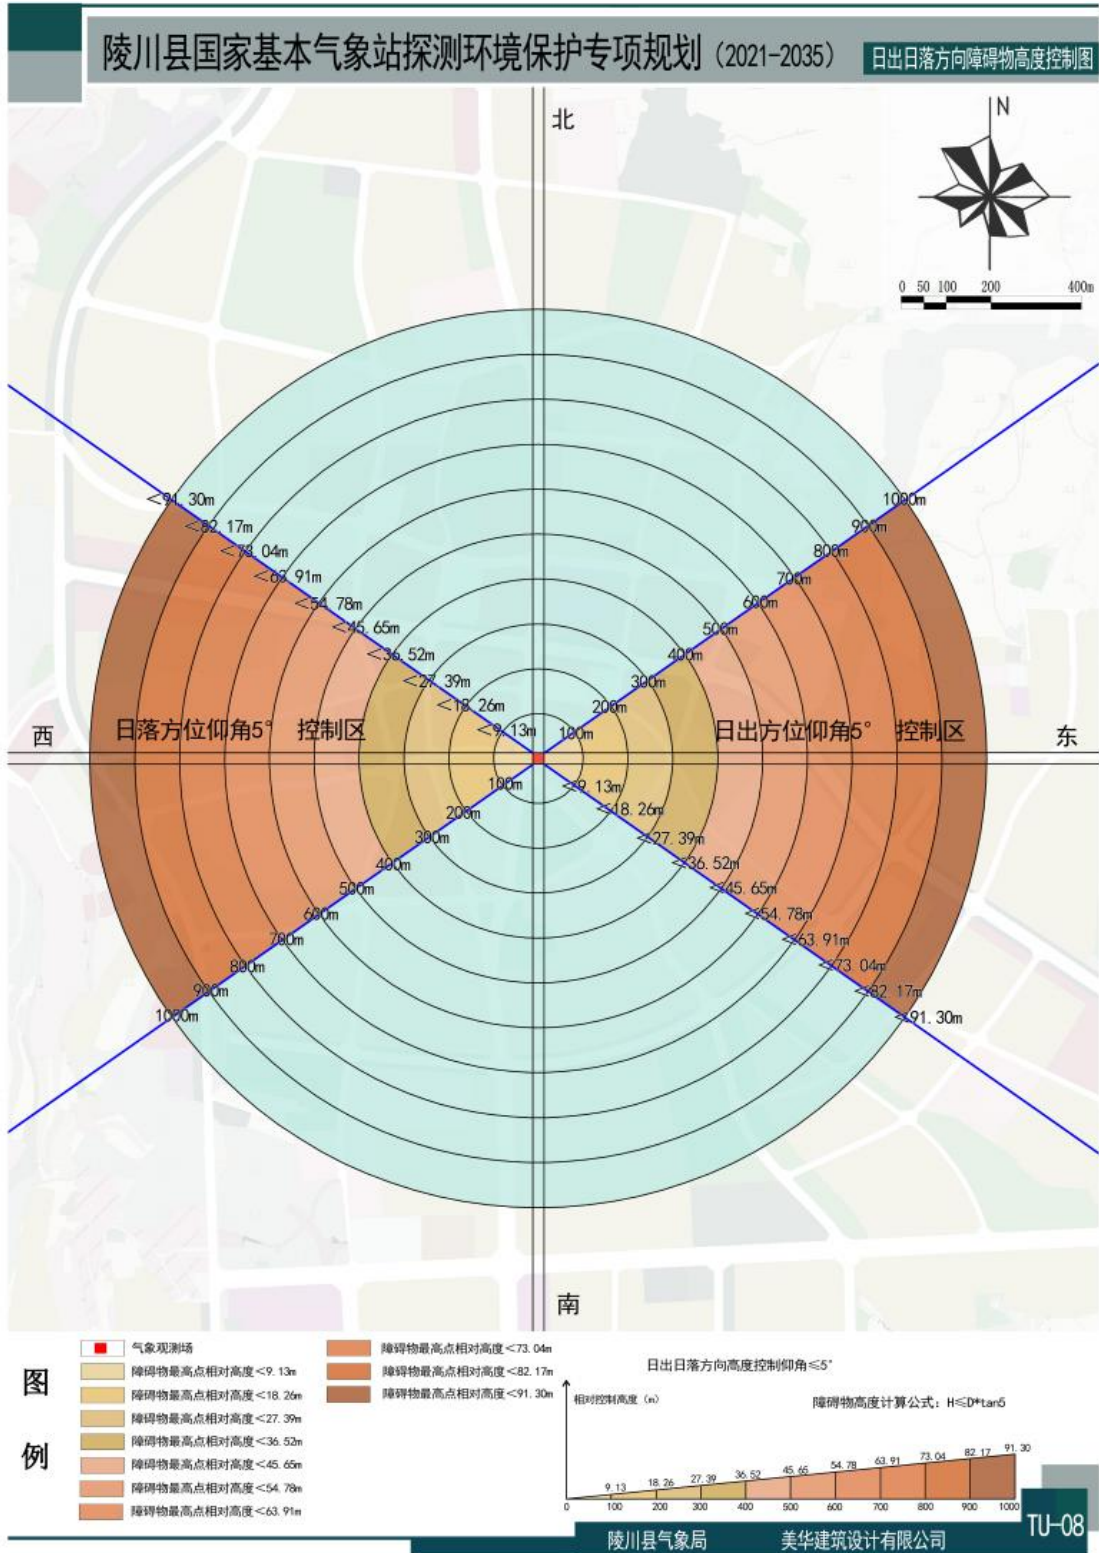 陵川县国家基本气象站探测环境保护专项规划（2021-2035）
日出日落方向障碍物高度控制图
北
N
0 50 100 200 400m
<91.30m
1000m
<82.17m
900m
<73.04m
800m
<63.91m
700m
<54.78m
600m
<45.65m
500m
<36.52m
400m
<27.39m
300m
<18.26m
200m
<9.13m
100m
西
日落方位仰角5° 控制区
日出方位仰角5° 控制区
东
100m
<9.13m
200m
<18.26m
300m
<27.39m
400m
<36.52m
500m
<45.65m
600m
<54.78m
700m
<63.91m
800m
<73.04m
900m
<82.17m
1000m
<91.30m
南
图例
气象观测场
障碍物最高点相对高度<9.13m
障碍物最高点相对高度<18.26m
障碍物最高点相对高度<27.39m
障碍物最高点相对高度<36.52m
障碍物最高点相对高度<45.65m
障碍物最高点相对高度<54.78m
障碍物最高点相对高度<63.91m
障碍物最高点相对高度<73.04m
障碍物最高点相对高度<82.17m
障碍物最高点相对高度<91.30m
日出日落方向高度控制仰角≤5°
相对控制高度（m）
障碍物高度计算公式：H≤D*tan5
9.13 18.26 27.39 36.52 45.65 54.78 63.91 73.04 82.17 91.30
0 100 200 300 400 500 600 700 800 900 1000
TU-08
陵川县气象局 美华建筑设计有限公司